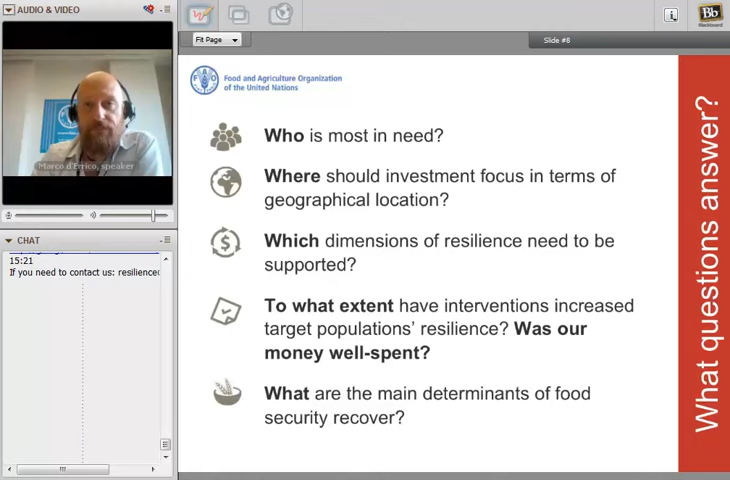 AUDIO & VIDEO
Marco d'Errico, speaker
CHAT
15:21
If you need to contact us: resilience
Fit Page
Slide #8
i
Bb
Blackboard
Food and Agriculture Organization
of the United Nations
Who is most in need?
Where should investment focus in terms of
geographical location?
Which dimensions of resilience need to be
supported?
To what extent have interventions increased
target populations' resilience? Was our
money well-spent?
What are the main determinants of food
security recover?
What questions answer?